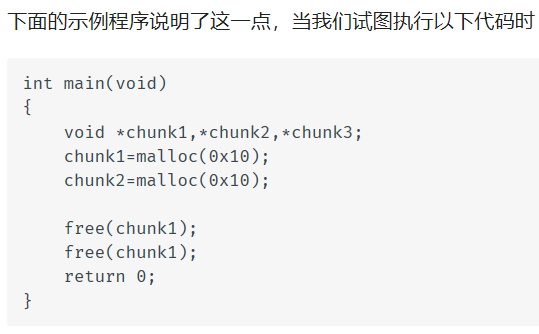 下面的示例程序说明了这一点，当我们试图执行以下代码时
int main(void)
{
    void *chunk1,*chunk2,*chunk3;
    chunk1=malloc(0x10);
    chunk2=malloc(0x10);

    free(chunk1);
    free(chunk1);
    return 0;
}